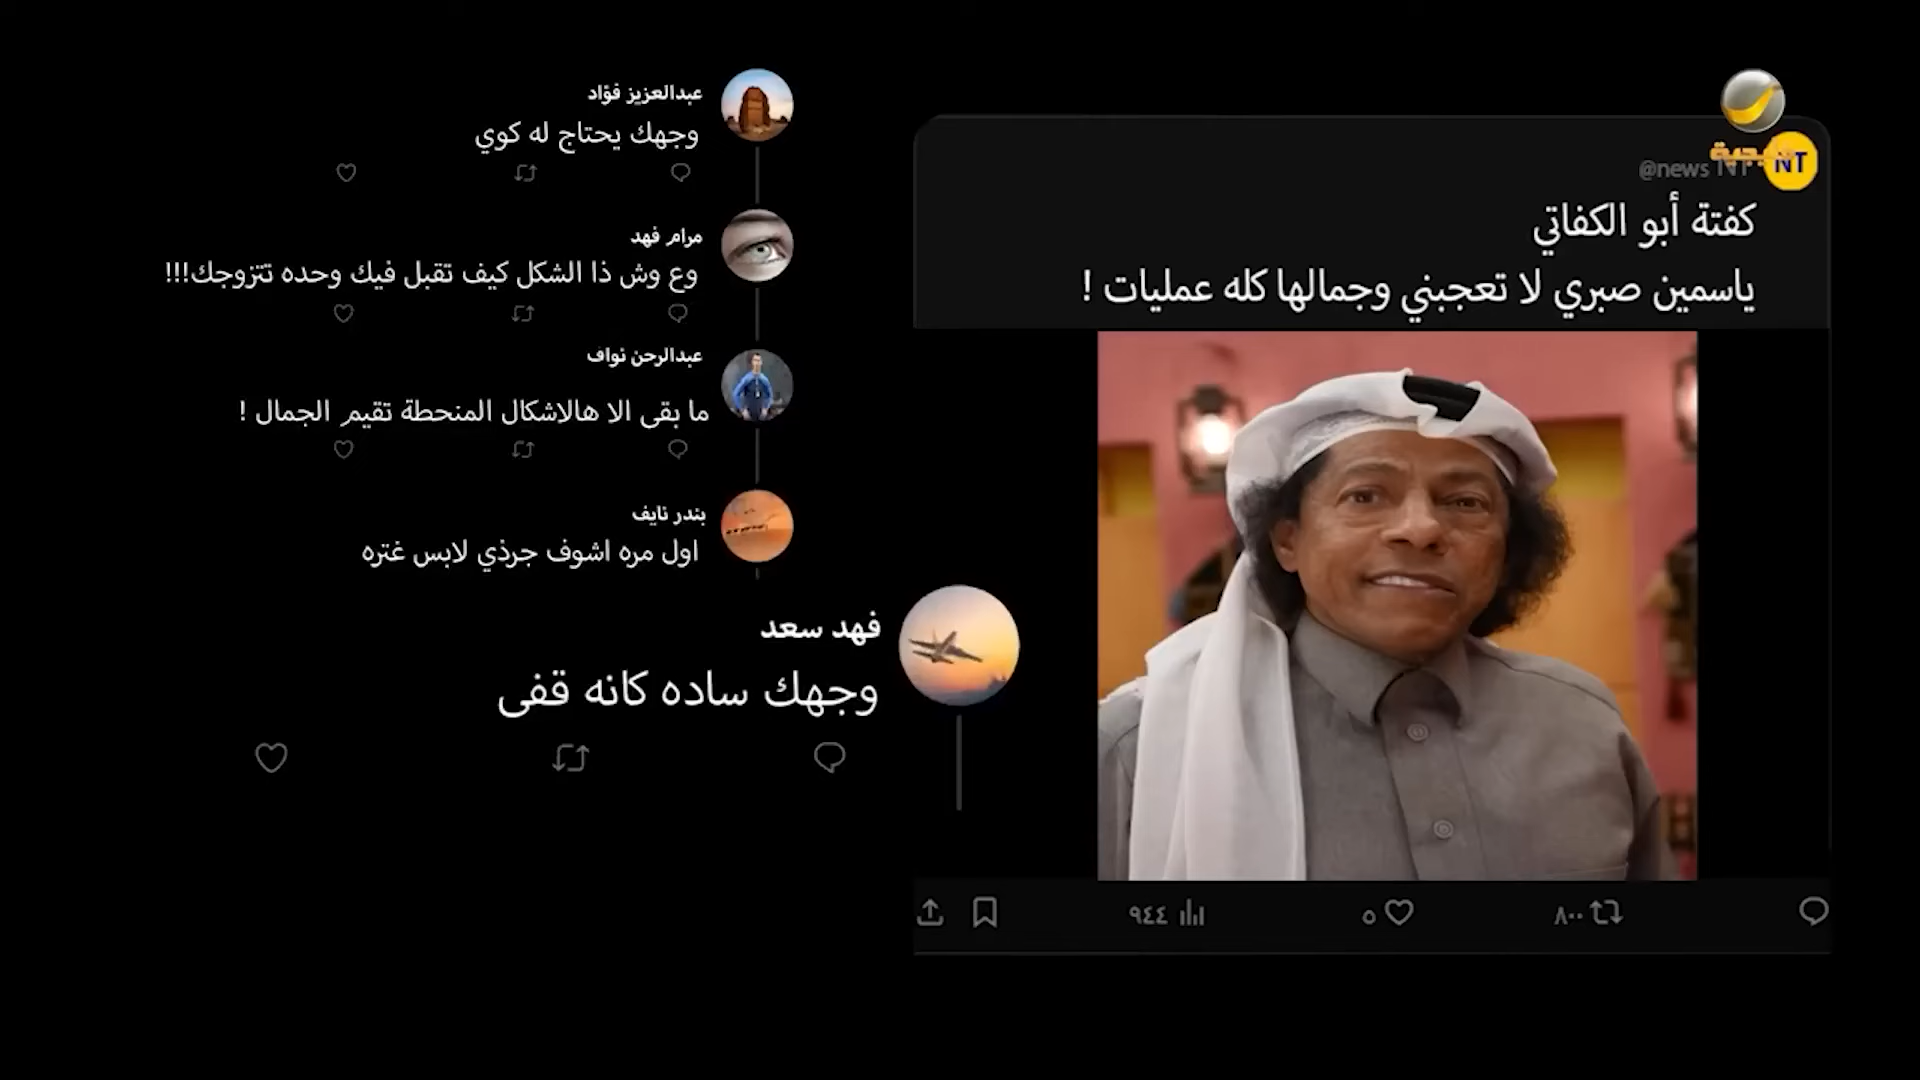 @news NT
NT
كفتة أبو الكفاتي
ياسمين صبري لا تعجبني وجمالها كله عمليات !
٨٠٠
٥
٩٤٤
عبدالعزيز فؤاد
وجهك يحتاج له كوي
مرام فهد
وع وش ذا الشكل كيف تقبل فيك وحده تتزوجك!!!
عبدالرحن نواف
ما بقى الا هالاشكال المنحطة تقيم الجمال !
بندر نايف
اول مره اشوف جرذي لابس غتره
فهد سعد
وجهك ساده كانه قفى